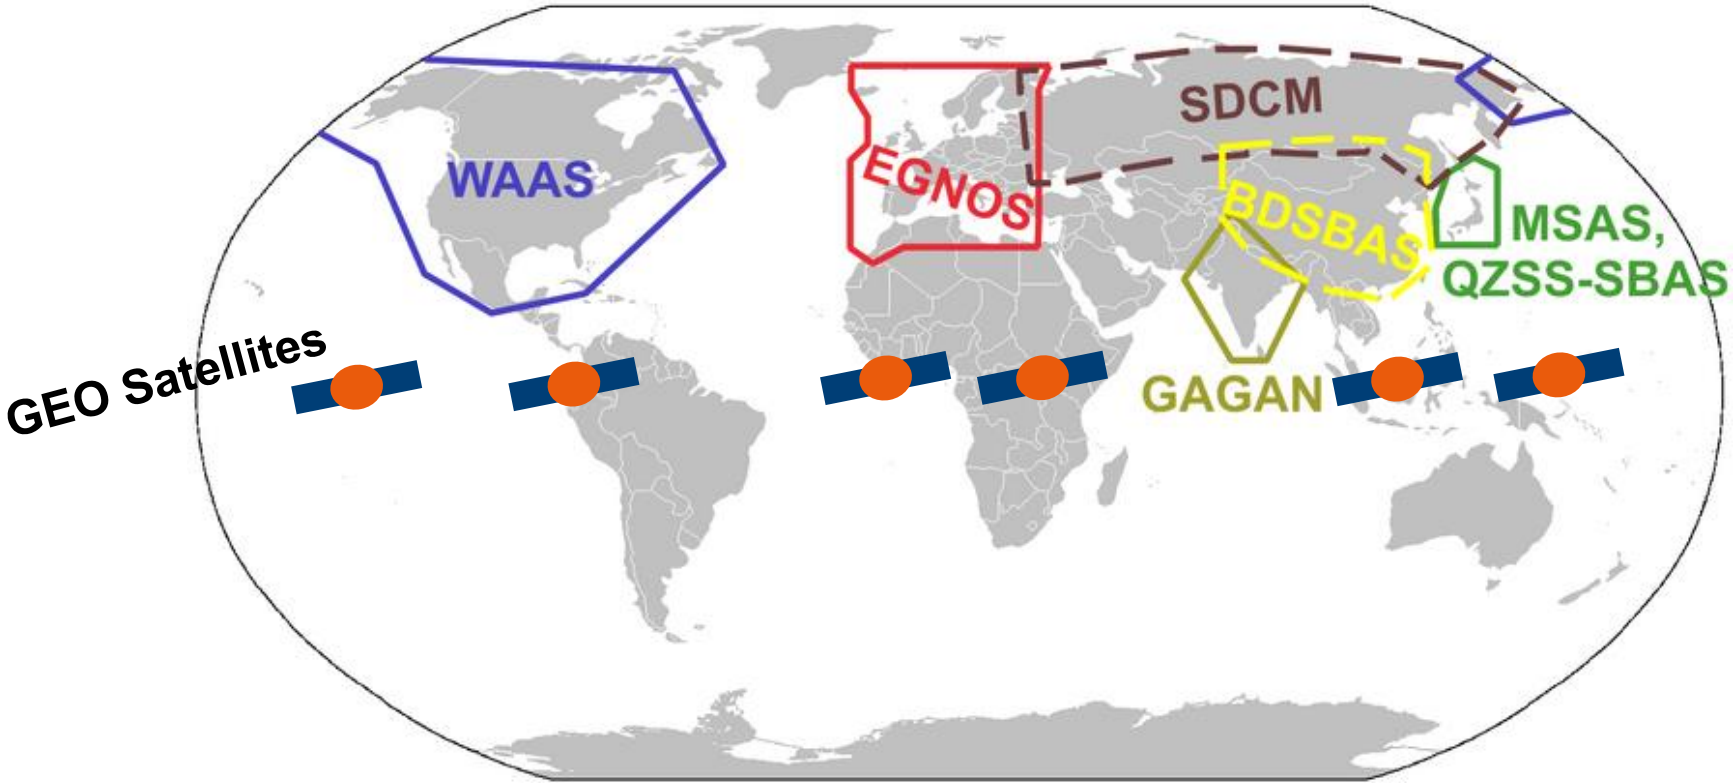 SDCM
WAAS
EGNOS
BDSBAS
MSAS,
QZSS-SBAS
GEO Satellites
GAGAN